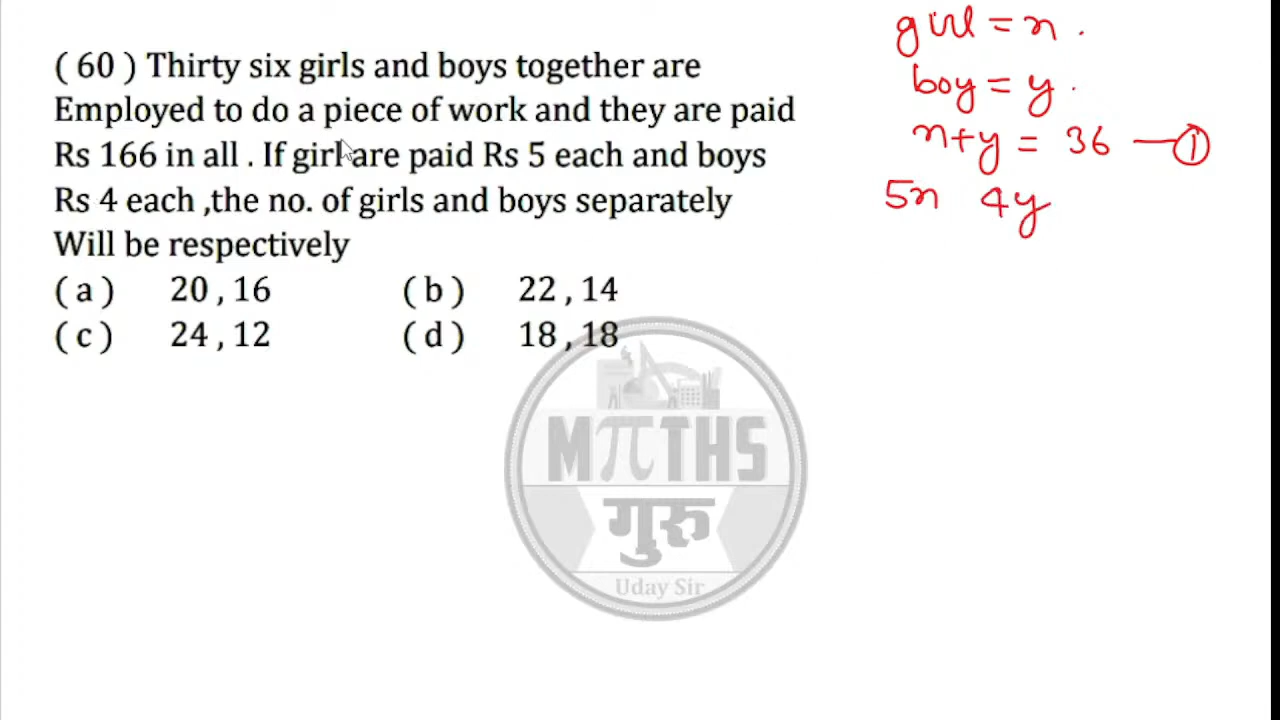 ( 60 ) Thirty six girls and boys together are
Employed to do a piece of work and they are paid
Rs 166 in all . If girl are paid Rs 5 each and boys
Rs 4 each ,the no. of girls and boys separately
Will be respectively
( a ) 20 , 16 ( b ) 22 , 14
( c ) 24 , 12 ( d ) 18 , 18
girl = x .
boy = y .
x + y = 36 — ①
5x 4y
MπTHS
गुरु
Uday Sir